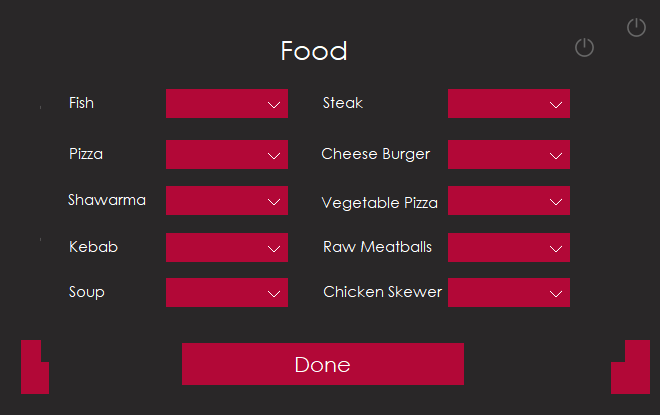 Food
Fish
Steak
Pizza
Cheese Burger
Shawarma
Vegetable Pizza
Kebab
Raw Meatballs
Soup
Chicken Skewer
Done